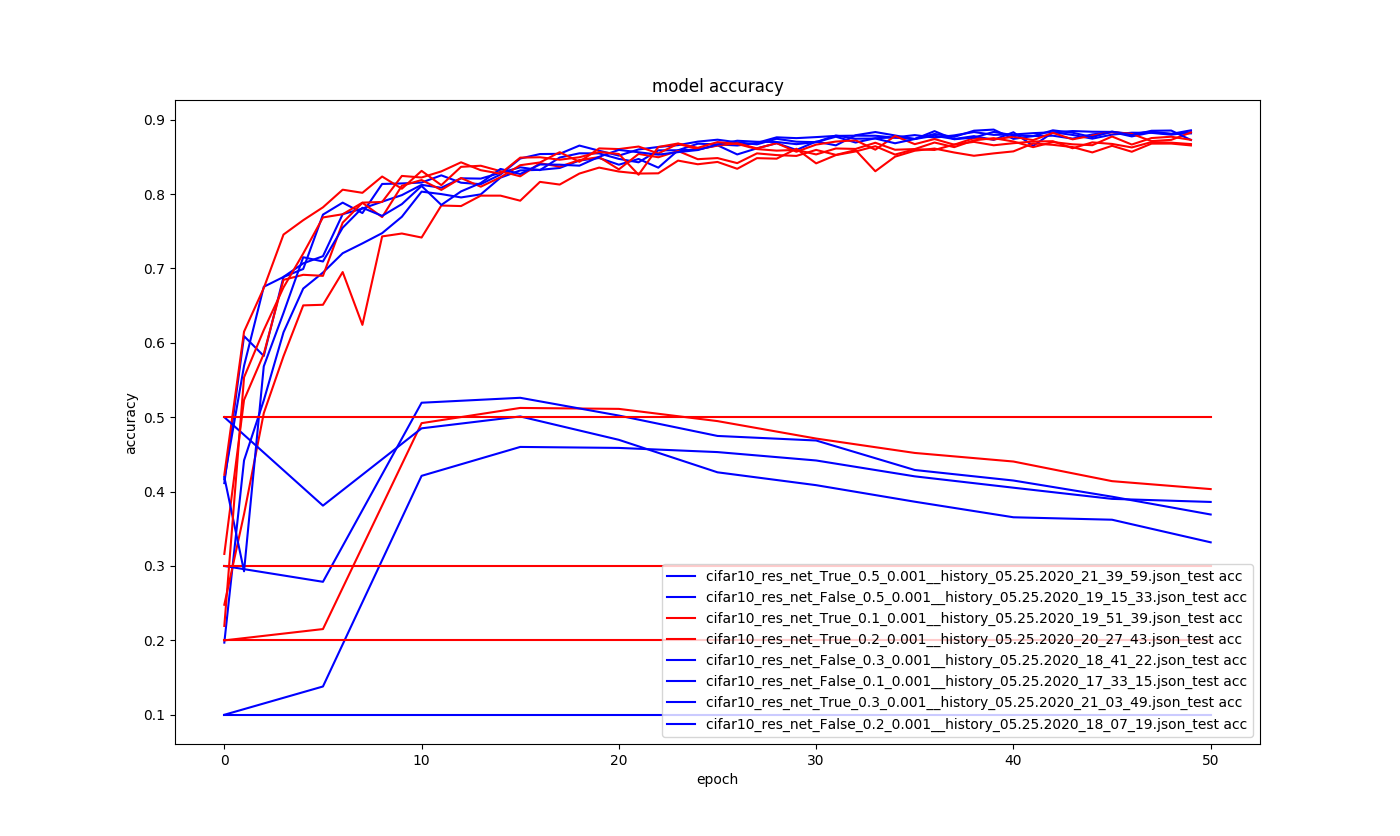 model accuracy
0.9
0.8
0.7
0.6
0.5
0.4
0.3
0.2
0.1
accuracy
cifar10_res_net_True_0.5_0.001__history_05.25.2020_21_39_59.json_test acc
cifar10_res_net_False_0.5_0.001__history_05.25.2020_19_15_33.json_test acc
cifar10_res_net_True_0.1_0.001__history_05.25.2020_19_51_39.json_test acc
cifar10_res_net_True_0.2_0.001__history_05.25.2020_20_27_43.json_test acc
cifar10_res_net_False_0.3_0.001__history_05.25.2020_18_41_22.json_test acc
cifar10_res_net_False_0.1_0.001__history_05.25.2020_17_33_15.json_test acc
cifar10_res_net_True_0.3_0.001__history_05.25.2020_21_03_49.json_test acc
cifar10_res_net_False_0.2_0.001__history_05.25.2020_18_07_19.json_test acc
0 10 20 30 40 50
epoch